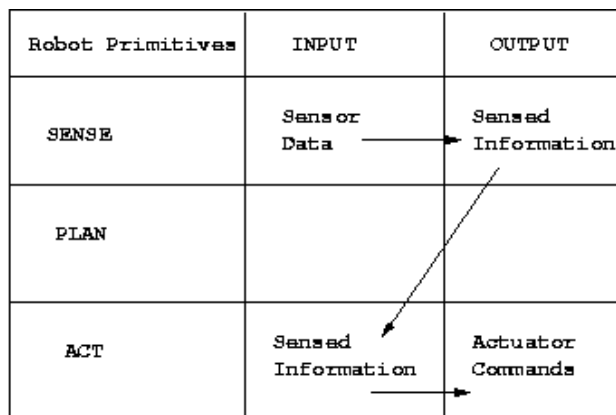 Robot Primitives INPUT OUTPUT
SENSE
Sensor
Data
Sensed
Information
PLAN
ACT
Sensed
Information
Actuator
Commands